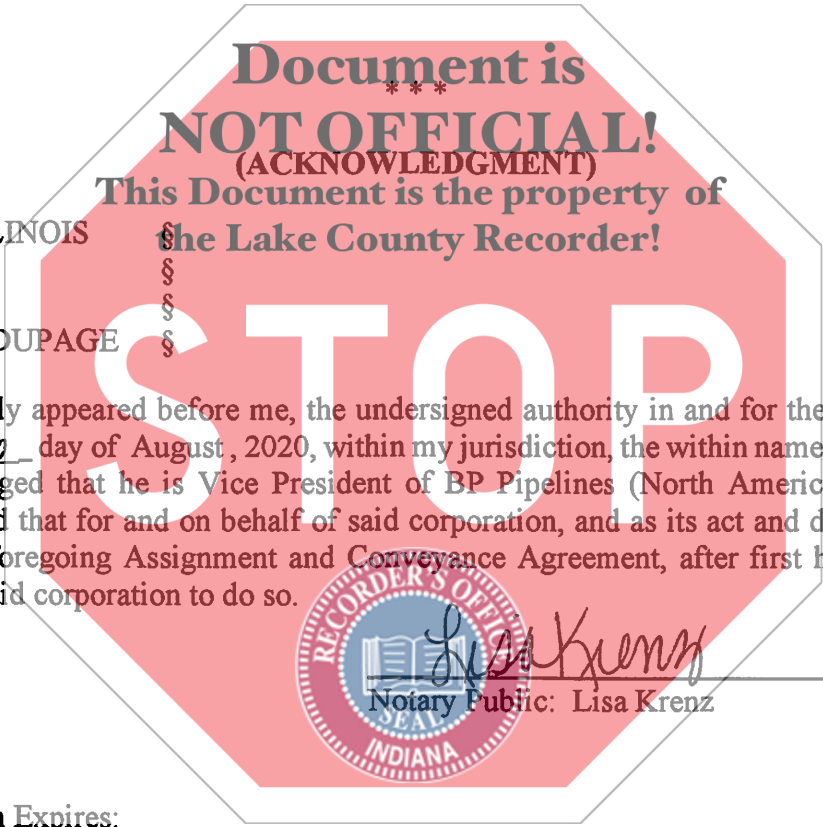 Document is
* * *
NOT OFFICIAL!
(ACKNOWLEDGMENT)
This Document is the property of
LINOIS §
the Lake County Recorder!
§
§
DUPAGE §
STOP
ly appeared before me, the undersigned authority in and for the
day of August, 2020, within my jurisdiction, the within name
ged that he is Vice President of BP Pipelines (North Americ
d that for and on behalf of said corporation, and as its act and d
oregoing Assignment and Conveyance Agreement, after first h
id corporation to do so.
RECORDER'S OFFICE
Lisa Krenz
Notary Public: Lisa Krenz
SEAL
INDIANA
n Expires: